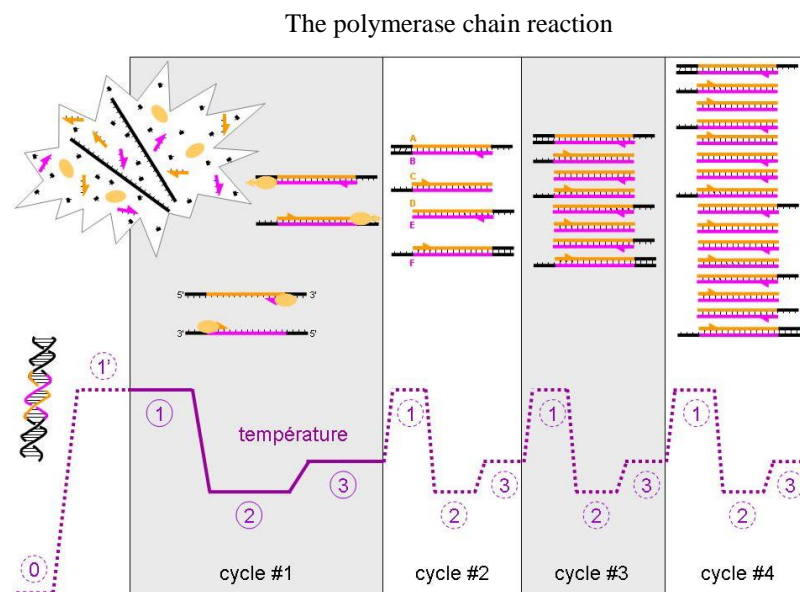 The polymerase chain reaction
A
B
C
D
E
F
5' 3'
3' 5'
1'
1
température
2
3
0
1
2
3
1
2
3
1
2
3
cycle #1
cycle #2
cycle #3
cycle #4